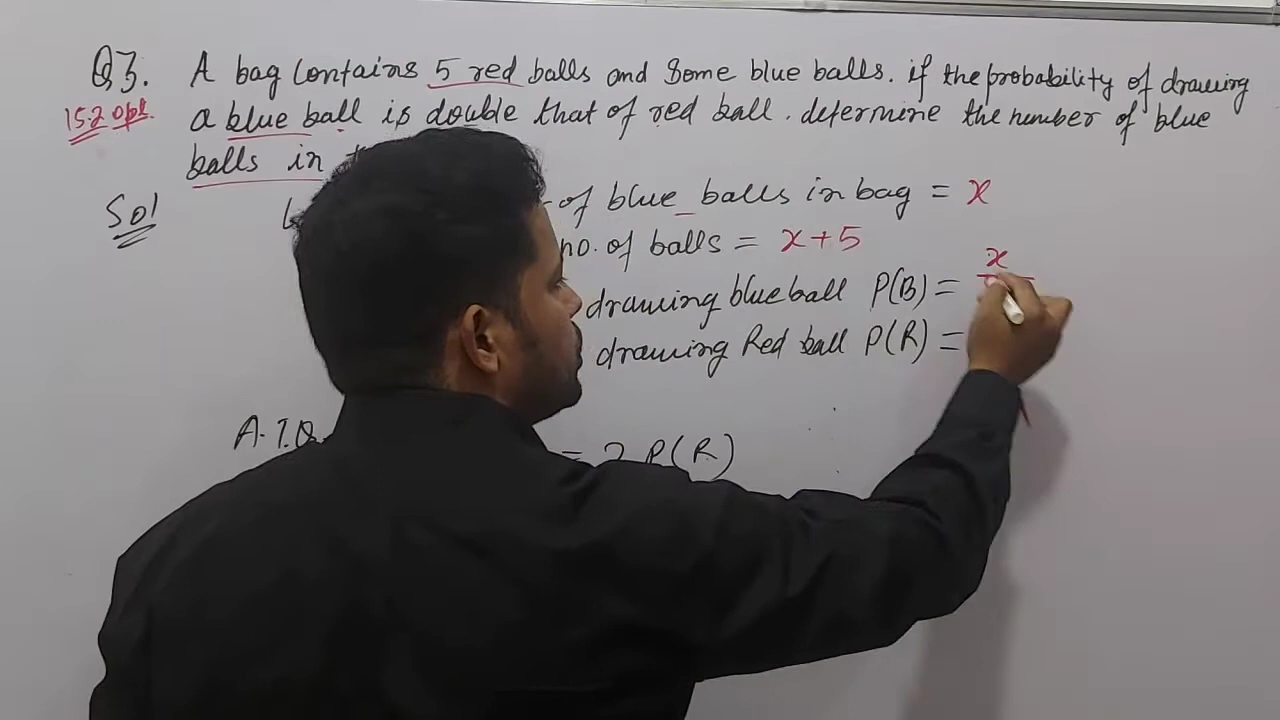 Q3. A bag Contains 5 red balls and Some blue balls. if the probability of drawing
15.2 opt. a blue ball is double that of red ball. determine the number of blue
balls in
Sol of blue balls in bag = x
no. of balls = x+5
drawing blue ball P(B) = x
drawing Red ball P(R) =
A.T.Q = 2 P(R)